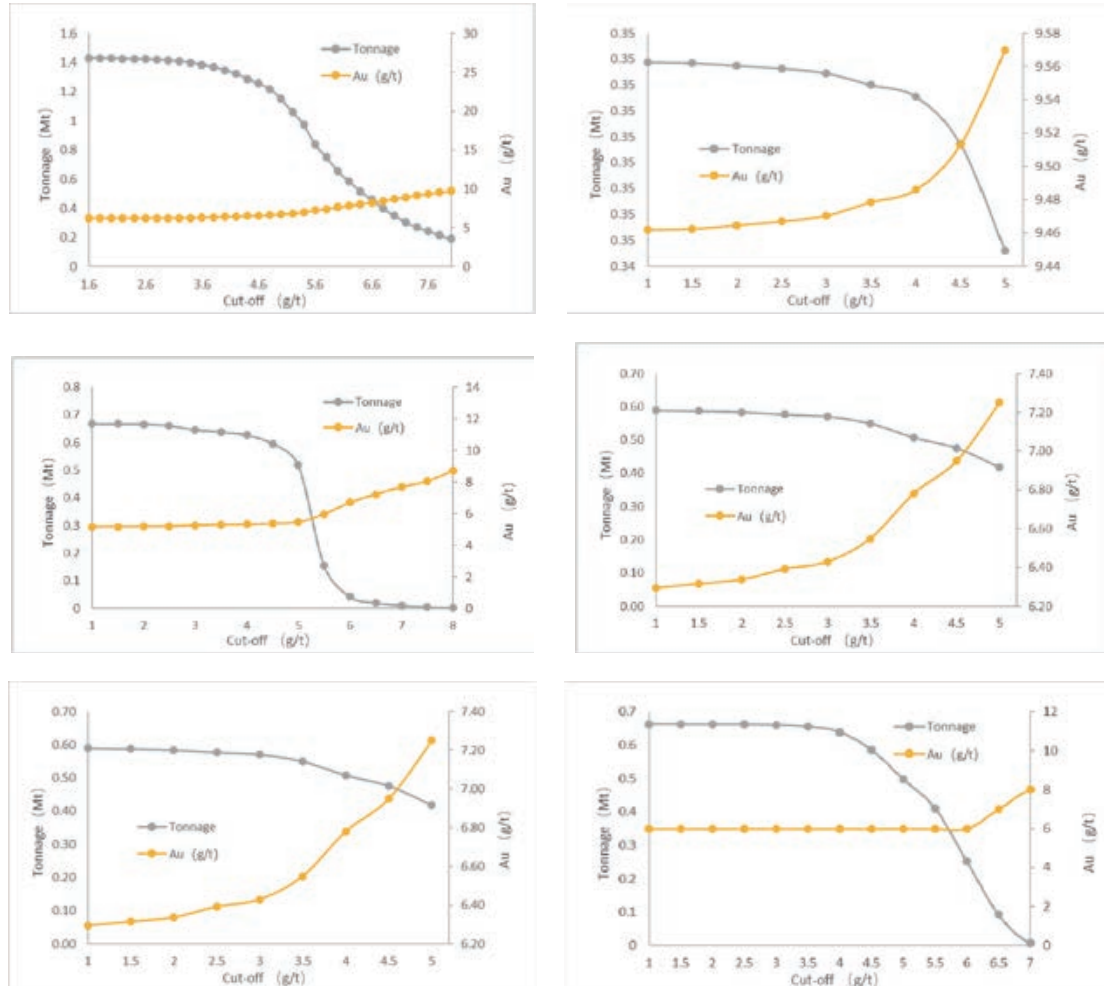 Tonnage (Mt)
1.6
1.4
1.2
1
0.8
0.6
0.4
0.2
0
Tonnage
Au (g/t)
30
25
20
15
10
5
0
Au (g/t)
1.6 2.6 3.6 4.6 5.6 6.6 7.6
Cut-off (g/t)
Tonnage (Mt)
0.35
0.35
0.35
0.35
0.35
0.35
0.35
0.35
0.35
0.34
Tonnage
Au (g/t)
9.58
9.56
9.54
9.52
9.50
9.48
9.46
9.44
Au (g/t)
1 1.5 2 2.5 3 3.5 4 4.5 5
Cut-off (g/t)
Tonnage (Mt)
0.8
0.7
0.6
0.5
0.4
0.3
0.2
0.1
0
Tonnage
Au (g/t)
14
12
10
8
6
4
2
0
Au (g/t)
1 2 3 4 5 6 7 8
Cut-off (g/t)
Tonnage (Mt)
0.70
0.60
0.50
0.40
0.30
0.20
0.10
0.00
Tonnage
Au (g/t)
7.40
7.20
7.00
6.80
6.60
6.40
6.20
Au (g/t)
1 1.5 2 2.5 3 3.5 4 4.5 5
Cut-off (g/t)
Tonnage (Mt)
0.70
0.60
0.50
0.40
0.30
0.20
0.10
0.00
Tonnage
Au (g/t)
7.40
7.20
7.00
6.80
6.60
6.40
6.20
Au (g/t)
1 1.5 2 2.5 3 3.5 4 4.5 5
Cut-off (g/t)
Tonnage (Mt)
0.7
0.6
0.5
0.4
0.3
0.2
0.1
0
Tonnage
Au (g/t)
12
10
8
6
4
2
0
Au (g/t)
1 1.5 2 2.5 3 3.5 4 4.5 5 5.5 6 6.5 7
Cut-off (g/t)